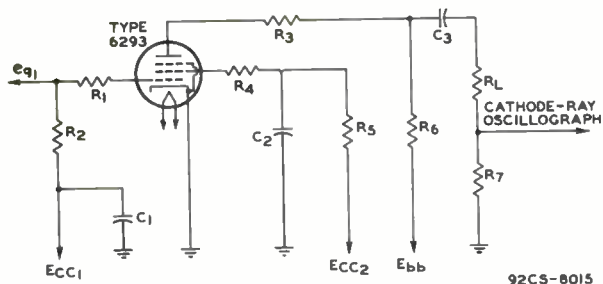 TYPE
6293
R3
C3
eg1
R1
R4
RL
CATHODE-RAY
OSCILLOGRAPH
R2
C2
R5
R6
R7
C1
ECC1
ECC2
Ebb
92CS-8015